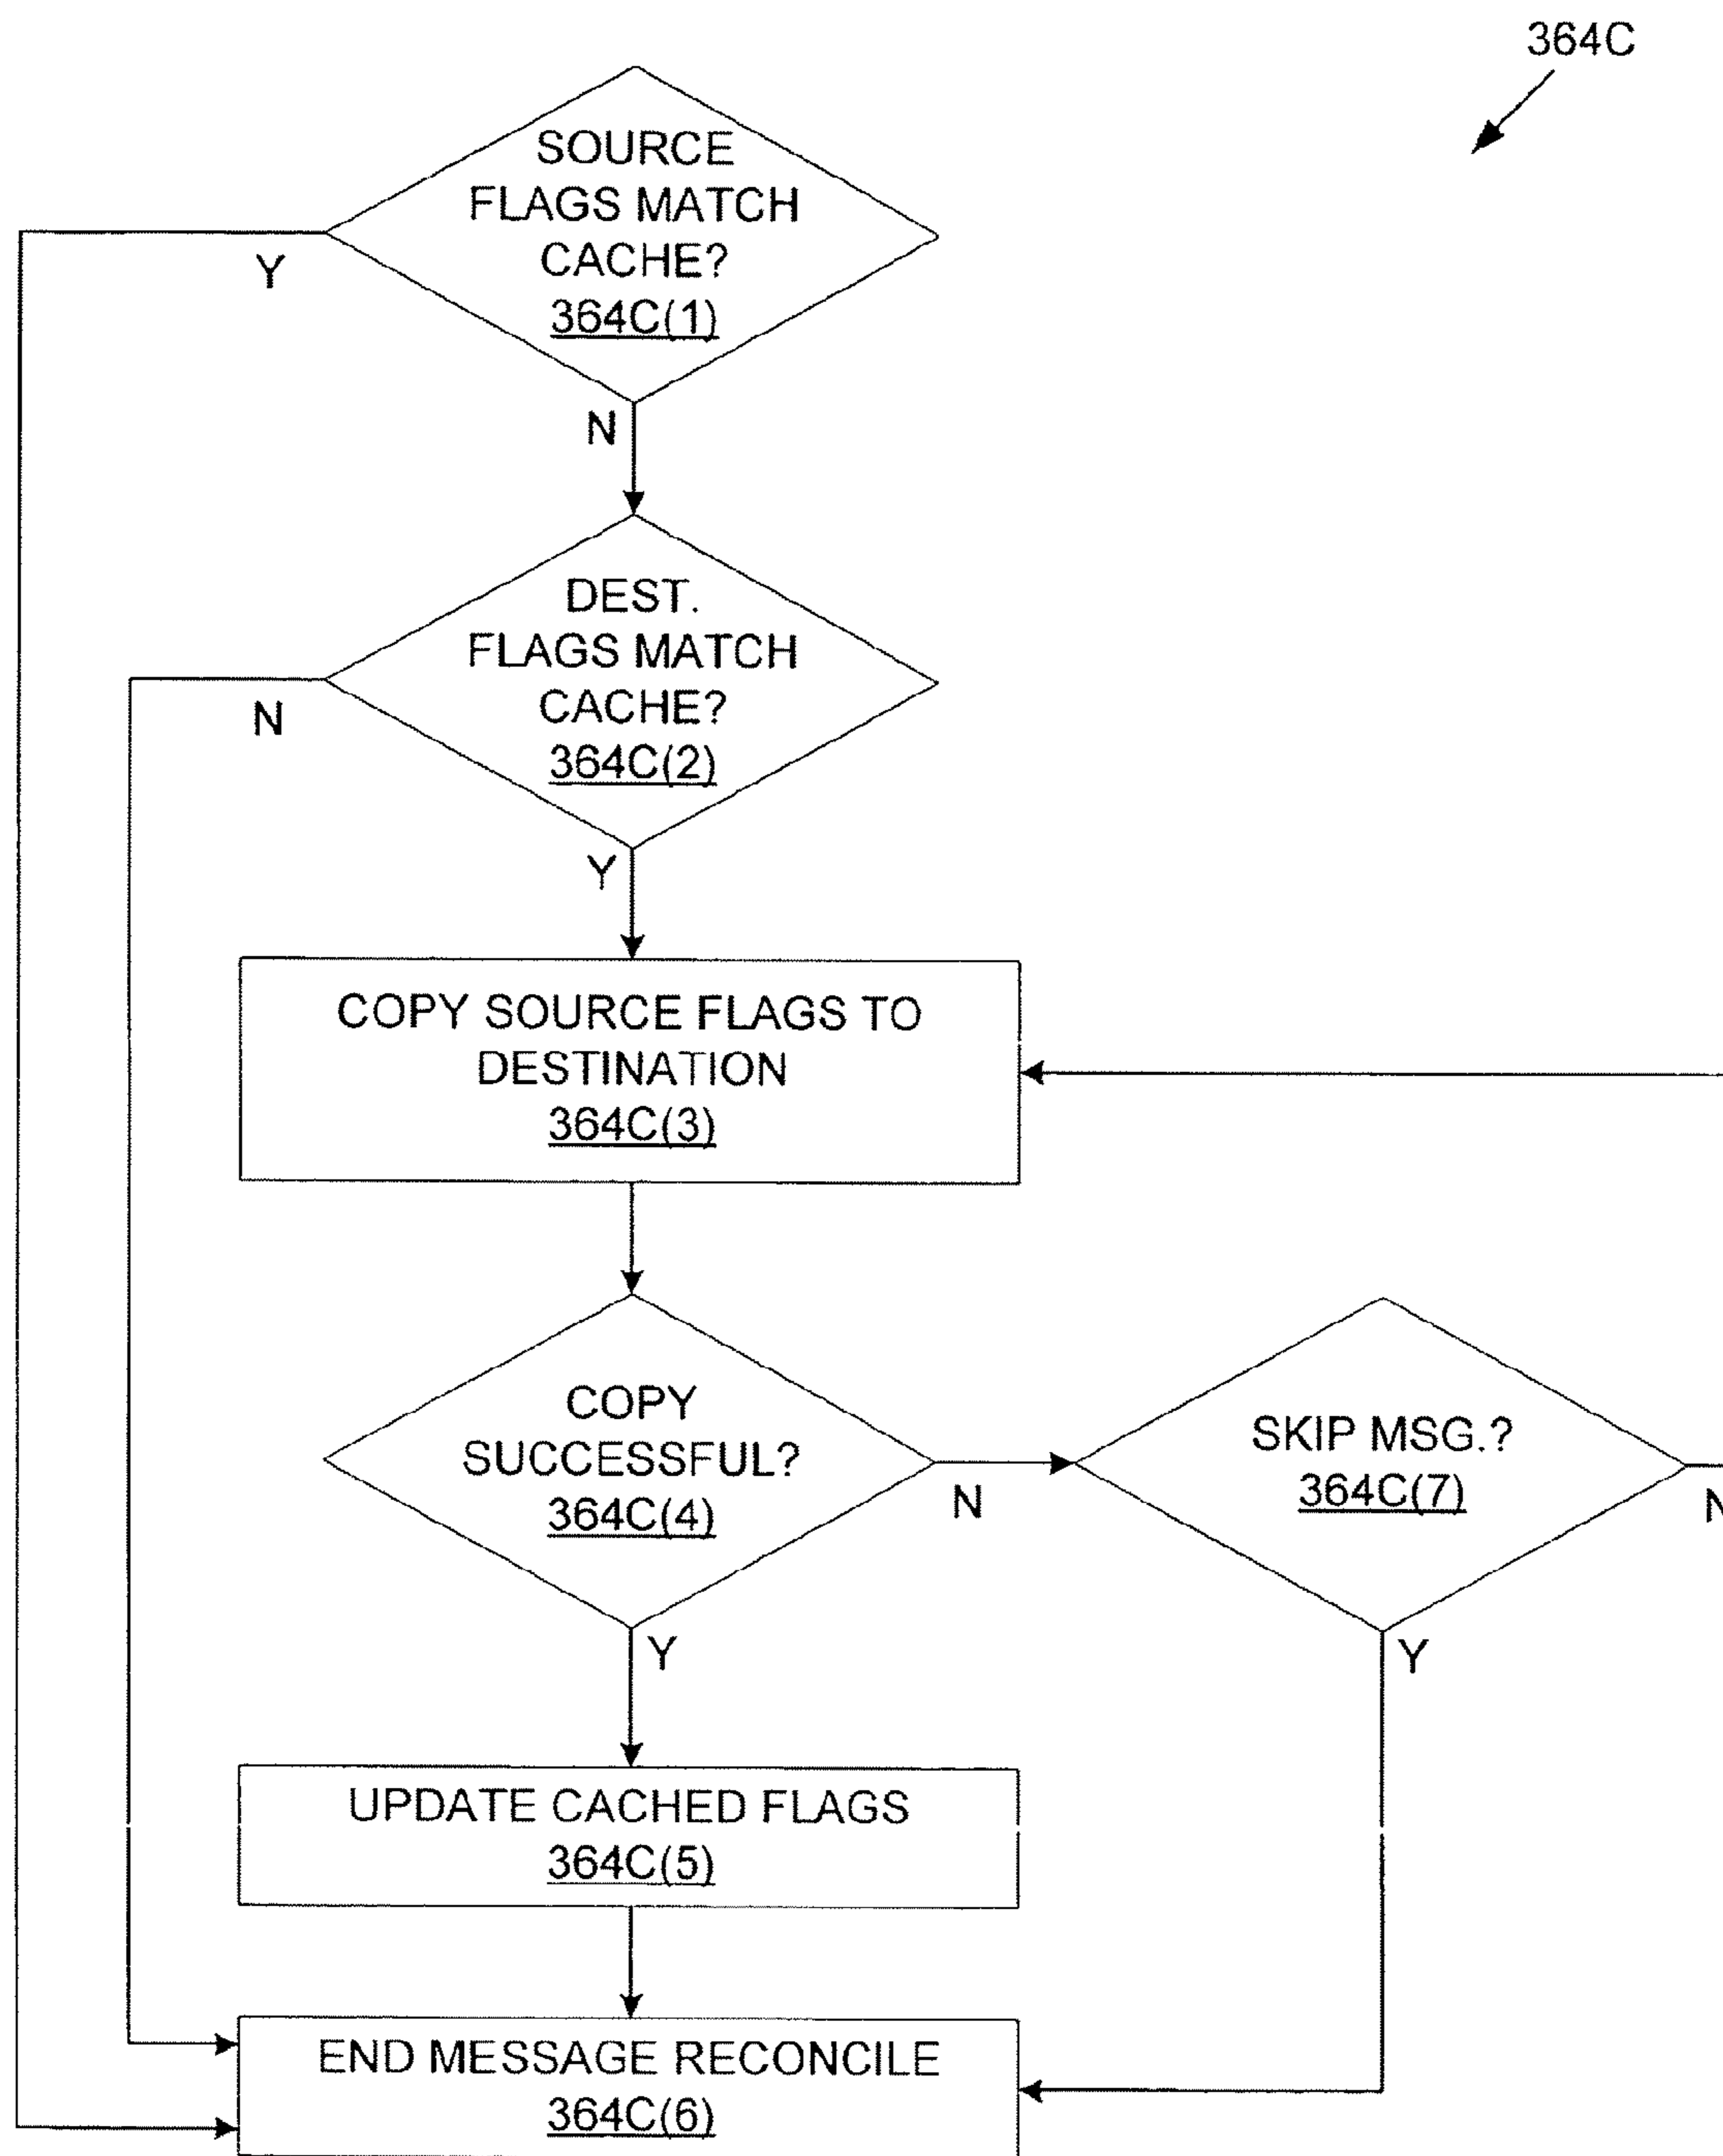 364C
SOURCE
FLAGS MATCH
CACHE?
364C(1)
Y
N
DEST.
FLAGS MATCH
CACHE?
364C(2)
N
Y
COPY SOURCE FLAGS TO
DESTINATION
364C(3)
COPY
SUCCESSFUL?
364C(4)
N
SKIP MSG.?
364C(7)
N
Y
Y
UPDATE CACHED FLAGS
364C(5)
END MESSAGE RECONCILE
364C(6)